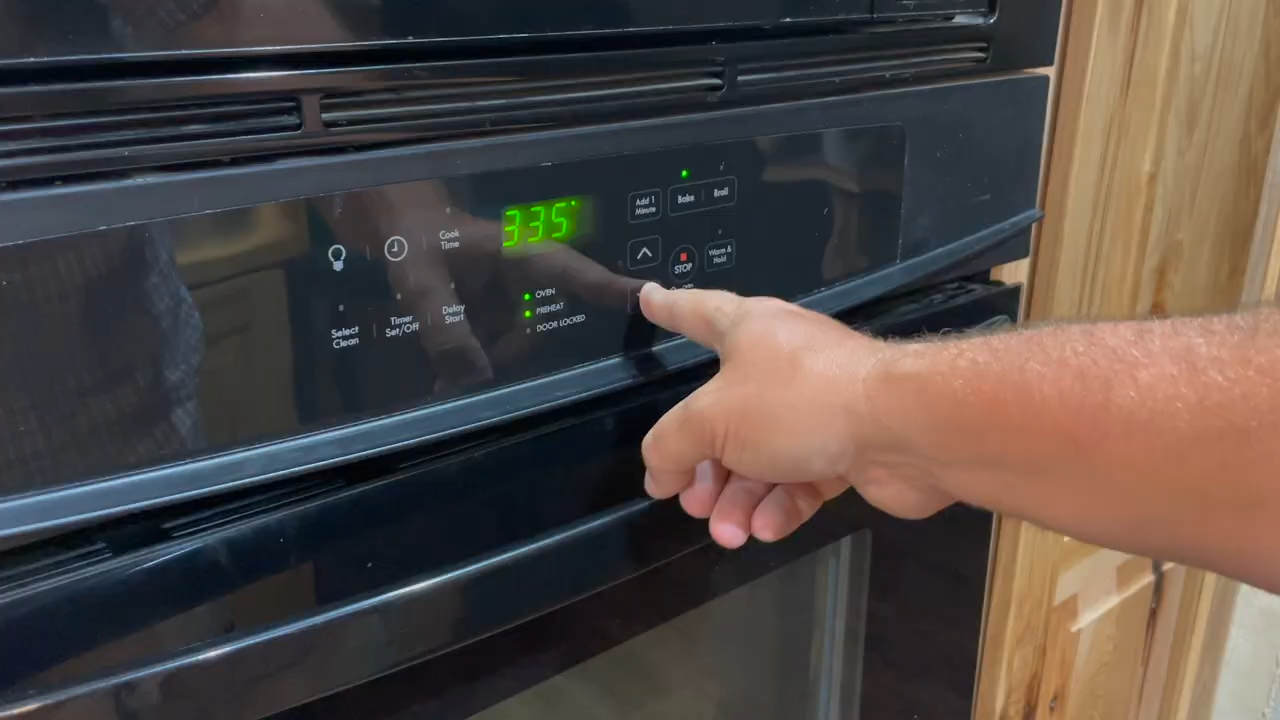 335°
Add 1
Minute
Bake
Broil
Cook
Time
STOP
Warm &
Hold
OVEN
PREHEAT
DOOR LOCKED
Select
Clean
Timer
Set/Off
Delay
Start